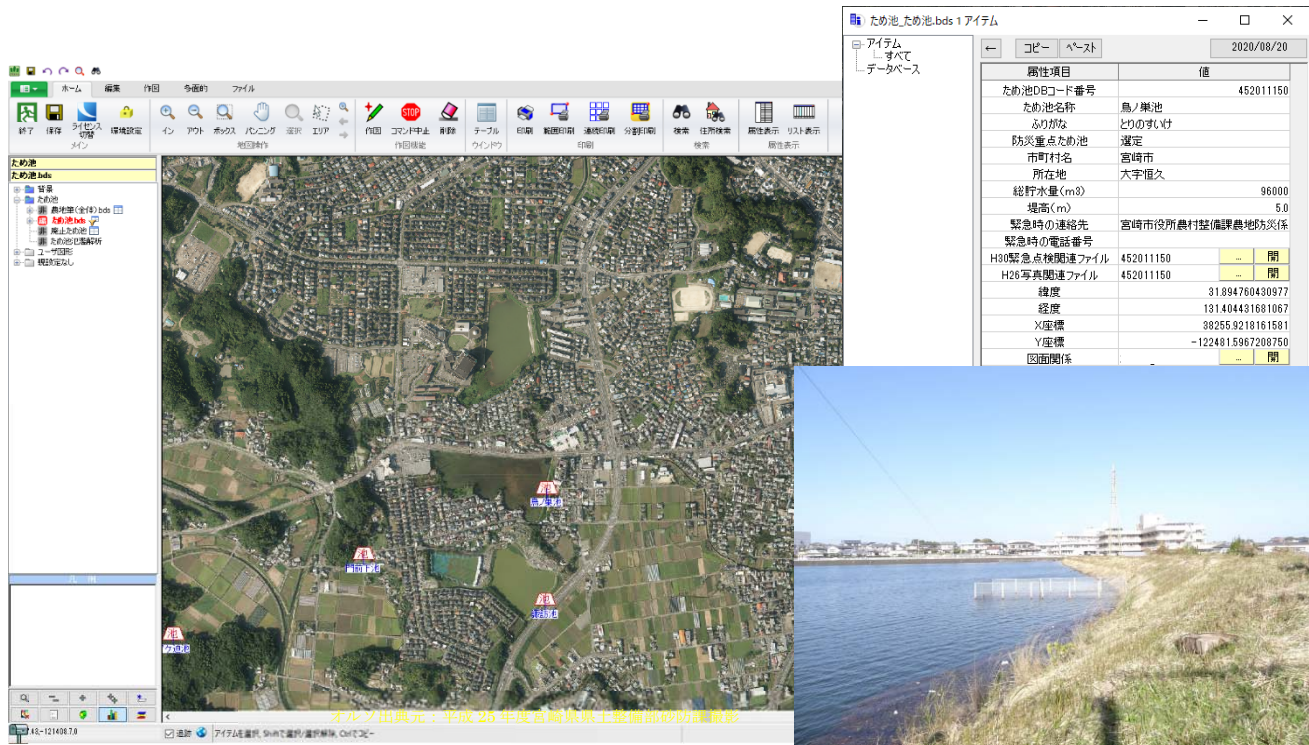 ホーム 編集 作図 多面的 ファイル
終了 保存 ライセンス切替 環境設定 イン アウト ボックス パンニング 選択 エリア 作図 コマンド中止 削除 テーブル 印刷 範囲印刷 連続印刷 分割印刷 検索 住所検索 属性表示 リスト表示
メイン 地図操作 作図機能 ウインドウ 印刷 検索 属性表示
ため池
ため池.bds
背景
ため池
農地筆(全体).bds
ため池.bds
廃止ため池
ため池氾濫解析
ユーザ図形
親設定なし
凡 例
池
鳥ノ巣池
池
門前下池
池
諏訪池
池
ケ迫池
追跡 アイテムを選択, Shiftで選択/選択解除, Ctrlでコピー
ため池_ため池.bds 1アイテム
アイテム
すべて
データベース
← コピー ペースト 2020/08/20
属性項目 値
ため池DBコード番号 452011150
ため池名称 鳥ノ巣池
ふりがな とりのすいけ
防災重点ため池 選定
市町村名 宮崎市
所在地 大字恒久
総貯水量(m3) 96000
堤高(m) 5.0
緊急時の連絡先 宮崎市役所農村整備課農地防災係
緊急時の電話番号
H30緊急点検関連ファイル 452011150 ... 開
H26写真関連ファイル 452011150 ... 開
緯度 31.894760430977
経度 131.404431681067
X座標 38255.9218161581
Y座標 -122481.5967208750
図面関係 ... 開